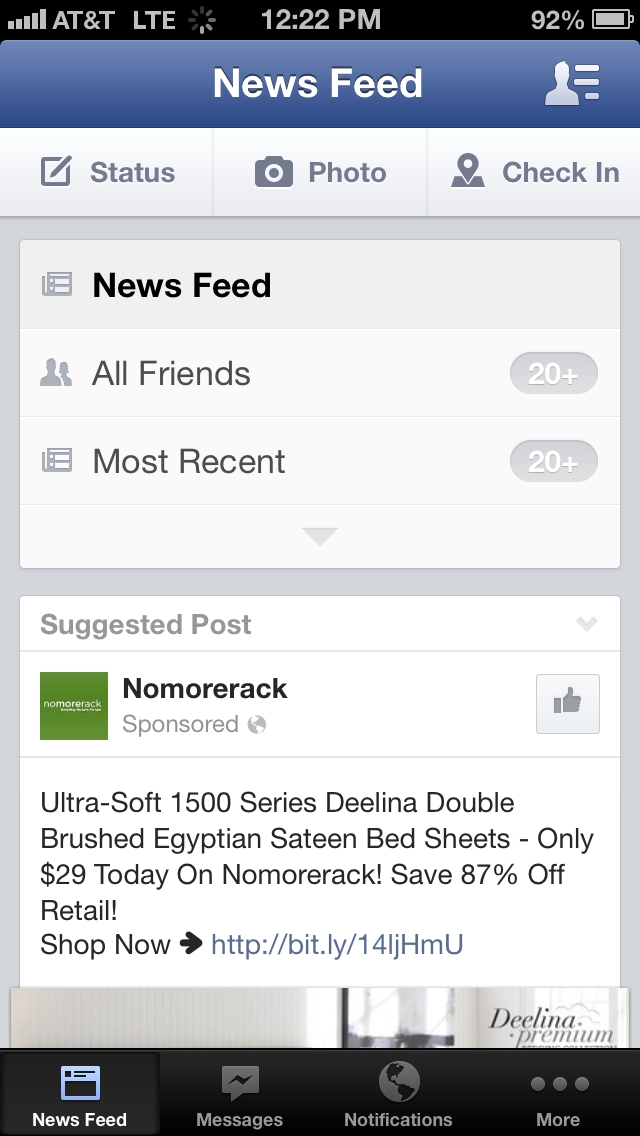 AT&T LTE 12:22 PM 92%
News Feed
Status Photo Check In
News Feed
All Friends 20+
Most Recent 20+
Suggested Post
nomorerack
Nomorerack
Sponsored
Ultra-Soft 1500 Series Deelina Double
Brushed Egyptian Sateen Bed Sheets - Only
$29 Today On Nomorerack! Save 87% Off
Retail!
Shop Now ➔ http://bit.ly/14ljHmU
Deelina
premium
News Feed Messages Notifications More